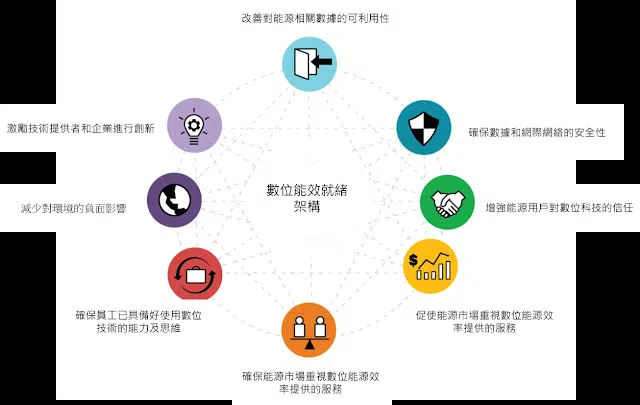 改善對能源相關數據的可利用性
激勵技術提供者和企業進行創新
確保數據和網際網絡的安全性
數位能效就緒
架構
減少對環境的負面影響
增強能源用戶對數位科技的信任
$
確保員工已具備好使用數位
技術的能力及思維
促使能源市場重視數位能源效
率提供的服務
確保能源市場重視數位能源效
率提供的服務